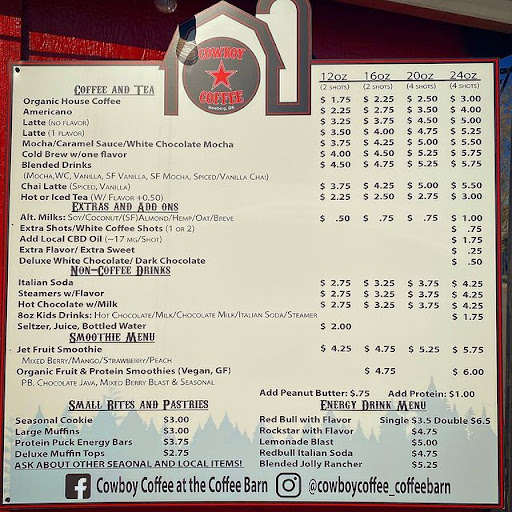 COWBOY
COFFEE
Newberg, OR
12oz 16oz 20oz 24oz
COFFEE AND TEA (2 SHOTS) (2 SHOTS) (4 SHOTS) (4 SHOTS)
Organic House Coffee $ 1.75 $ 2.25 $ 2.50 $ 3.00
Americano $ 2.25 $ 2.75 $ 3.50 $ 4.00
Latte (NO FLAVOR) $ 3.25 $ 3.75 $ 4.50 $ 5.00
Latte (1 FLAVOR) $ 3.50 $ 4.00 $ 4.75 $ 5.25
Mocha/Caramel Sauce/White Chocolate Mocha $ 3.75 $ 4.25 $ 5.00 $ 5.50
Cold Brew w/one flavor $ 4.00 $ 4.50 $ 5.25 $ 5.75
Blended Drinks $ 4.50 $ 4.75 $ 5.25 $ 5.75
(MOCHA,WC, VANILLA, SF VANILLA, SF MOCHA, SPICED/VANILLA CHAI)
Chai Latte (SPICED, VANILLA) $ 3.75 $ 4.25 $ 5.00 $ 5.50
Hot or Iced Tea (W/ FLAVOR +0.50) $ 2.25 $ 2.50 $ 2.75 $ 3.00
EXTRAS AND ADD ONS
Alt. Milks: SOY/COCONUT/(SF)ALMOND/HEMP/OAT/BREVE $ .50 $ .75 $ .75 $ 1.00
Extra Shots/White Coffee Shots (1 OR 2) $ .75
Add Local CBD Oil (~17 MG/SHOT) $ 1.75
Extra Flavor/ Extra Sweet $ .25
Deluxe White Chocolate/ Dark Chocolate $ .50
NON-COFFEE DRINKS
Italian Soda $ 2.75 $ 3.25 $ 3.75 $ 4.25
Steamers w/Flavor $ 2.75 $ 3.25 $ 3.75 $ 4.25
Hot Chocolate w/Milk $ 2.75 $ 3.25 $ 3.75 $ 4.25
8oz Kids Drinks: HOT CHOCOLATE/MILK/CHOCOLATE MILK/ITALIAN SODA/STEAMER $ 1.75
Seltzer, Juice, Bottled Water $ 2.00
SMOOTHIE MENU
Jet Fruit Smoothie $ 4.25 $ 4.75 $ 5.25 $ 5.75
MIXED BERRY/MANGO/STRAWBERRY/PEACH
Organic Fruit & Protein Smoothies (Vegan, GF) $ 4.75 $ 6.00
P.B. CHOCOLATE JAVA, MIXED BERRY BLAST & SEASONAL
Add Peanut Butter: $.75 Add Protein: $1.00
SMALL BITES AND PASTRIES
Seasonal Cookie $3.00
Large Muffins $3.00
Protein Puck Energy Bars $3.75
Deluxe Muffin Tops $2.75
ASK ABOUT OTHER SEAONAL AND LOCAL ITEMS!
ENERGY DRINK MENU
Red Bull with Flavor Single $3.5 Double $6.5
Rockstar with Flavor $4.75
Lemonade Blast $5.00
Redbull Italian Soda $4.75
Blended Jolly Rancher $5.25
Cowboy Coffee at the Coffee Barn @cowboycoffee_coffeebarn